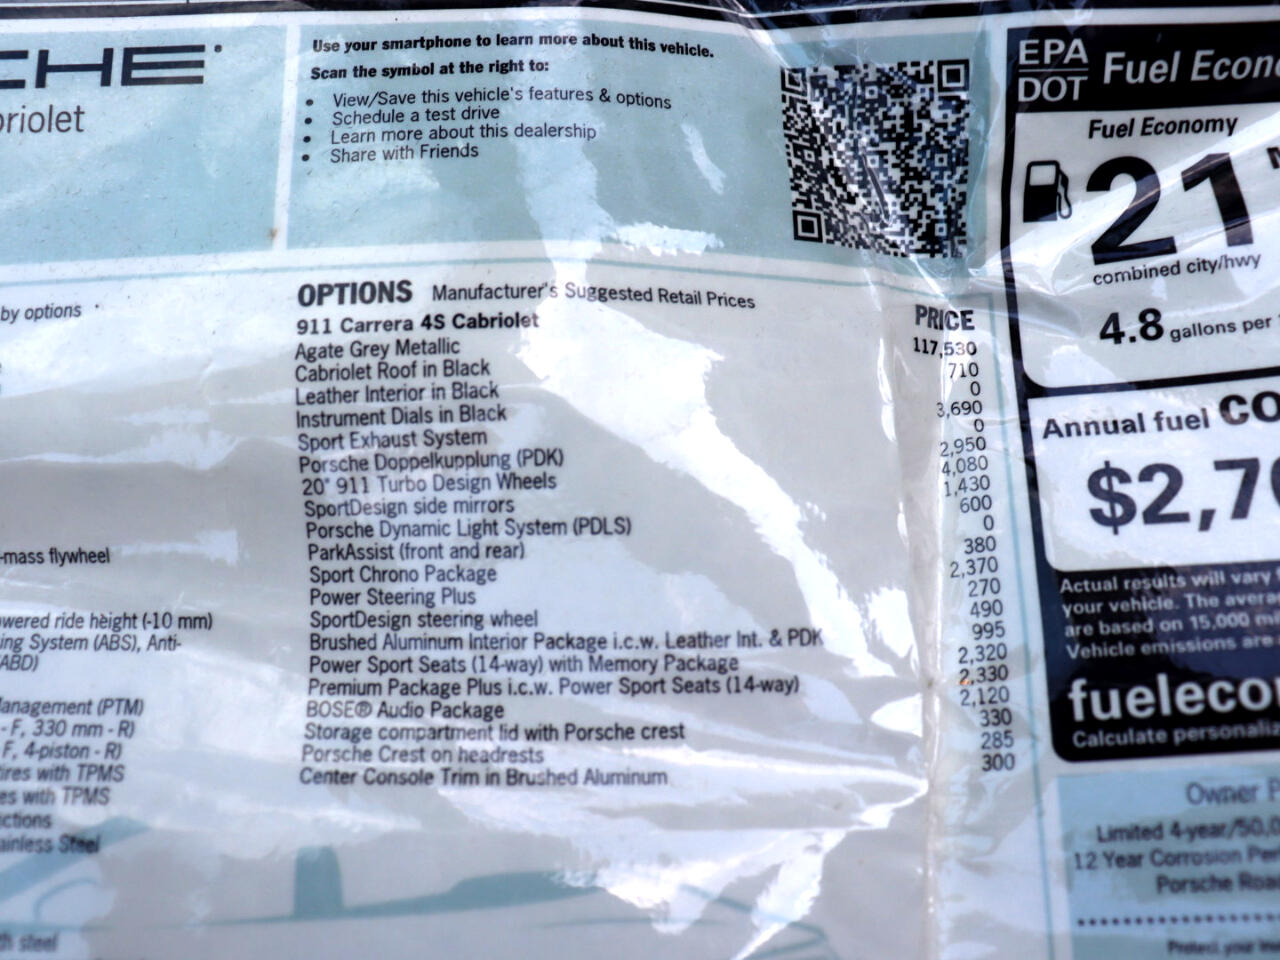 CHE
briolet
Use your smartphone to learn more about this vehicle.
Scan the symbol at the right to:
• View/Save this vehicle's features & options
• Schedule a test drive
• Learn more about this dealership
• Share with Friends
by options
OPTIONS Manufacturer's Suggested Retail Prices PRICE
911 Carrera 4S Cabriolet 117,530
Agate Grey Metallic 710
Cabriolet Roof in Black 0
Leather Interior in Black 3,690
Instrument Dials in Black 0
Sport Exhaust System 2,950
Porsche Doppelkupplung (PDK) 4,080
20" 911 Turbo Design Wheels 1,430
SportDesign side mirrors 600
Porsche Dynamic Light System (PDLS) 0
ParkAssist (front and rear) 380
Sport Chrono Package 2,370
Power Steering Plus 270
SportDesign steering wheel 490
Brushed Aluminum Interior Package i.c.w. Leather Int. & PDK 995
Power Sport Seats (14-way) with Memory Package 2,320
Premium Package Plus i.c.w. Power Sport Seats (14-way) 2,330
BOSE® Audio Package 2,120
Storage compartment lid with Porsche crest 330
Porsche Crest on headrests 285
Center Console Trim in Brushed Aluminum 300
-mass flywheel
wered ride height (-10 mm)
ing System (ABS), Anti-
ABD)
anagement (PTM)
- F, 330 mm - R)
F, 4-piston - R)
ires with TPMS
es with TPMS
ctions
ainless Steel
th steel
EPA
DOT
Fuel Econ
Fuel Economy
21
combined city/hwy
4.8 gallons per
Annual fuel CO
$2,70
Actual results will vary
your vehicle. The avera
are based on 15,000 mi
Vehicle emissions are
fuelecon
Calculate personaliz
Owner P
Limited 4-year/50,0
12 Year Corrosion Per
Porsche Road